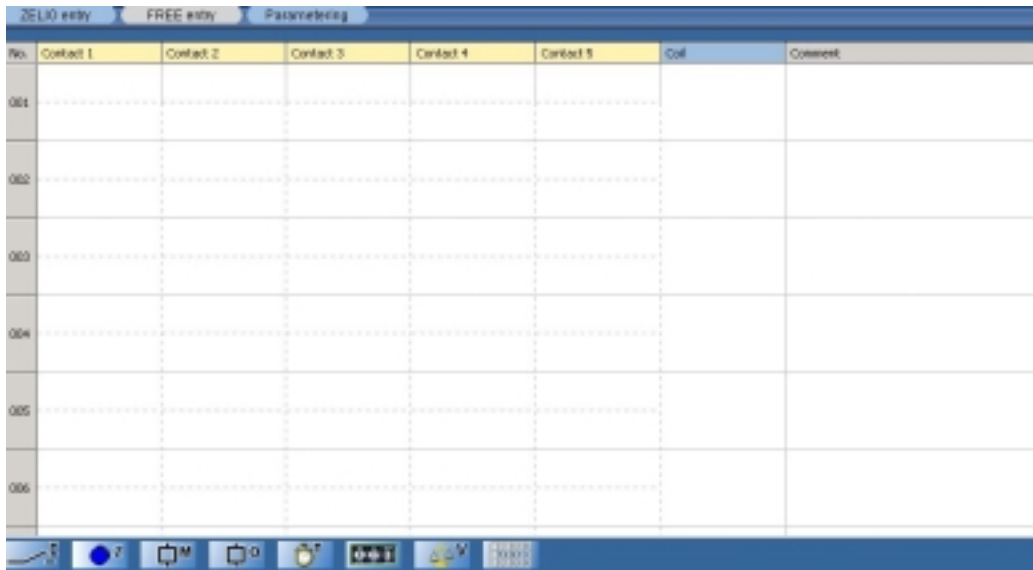 ZELIO entry FREE entry Parametering
No. Contact 1 Contact 2 Contact 3 Contact 4 Contact 5 Coil Comment
001
002
003
004
005
006
I Z M Q T 001 V